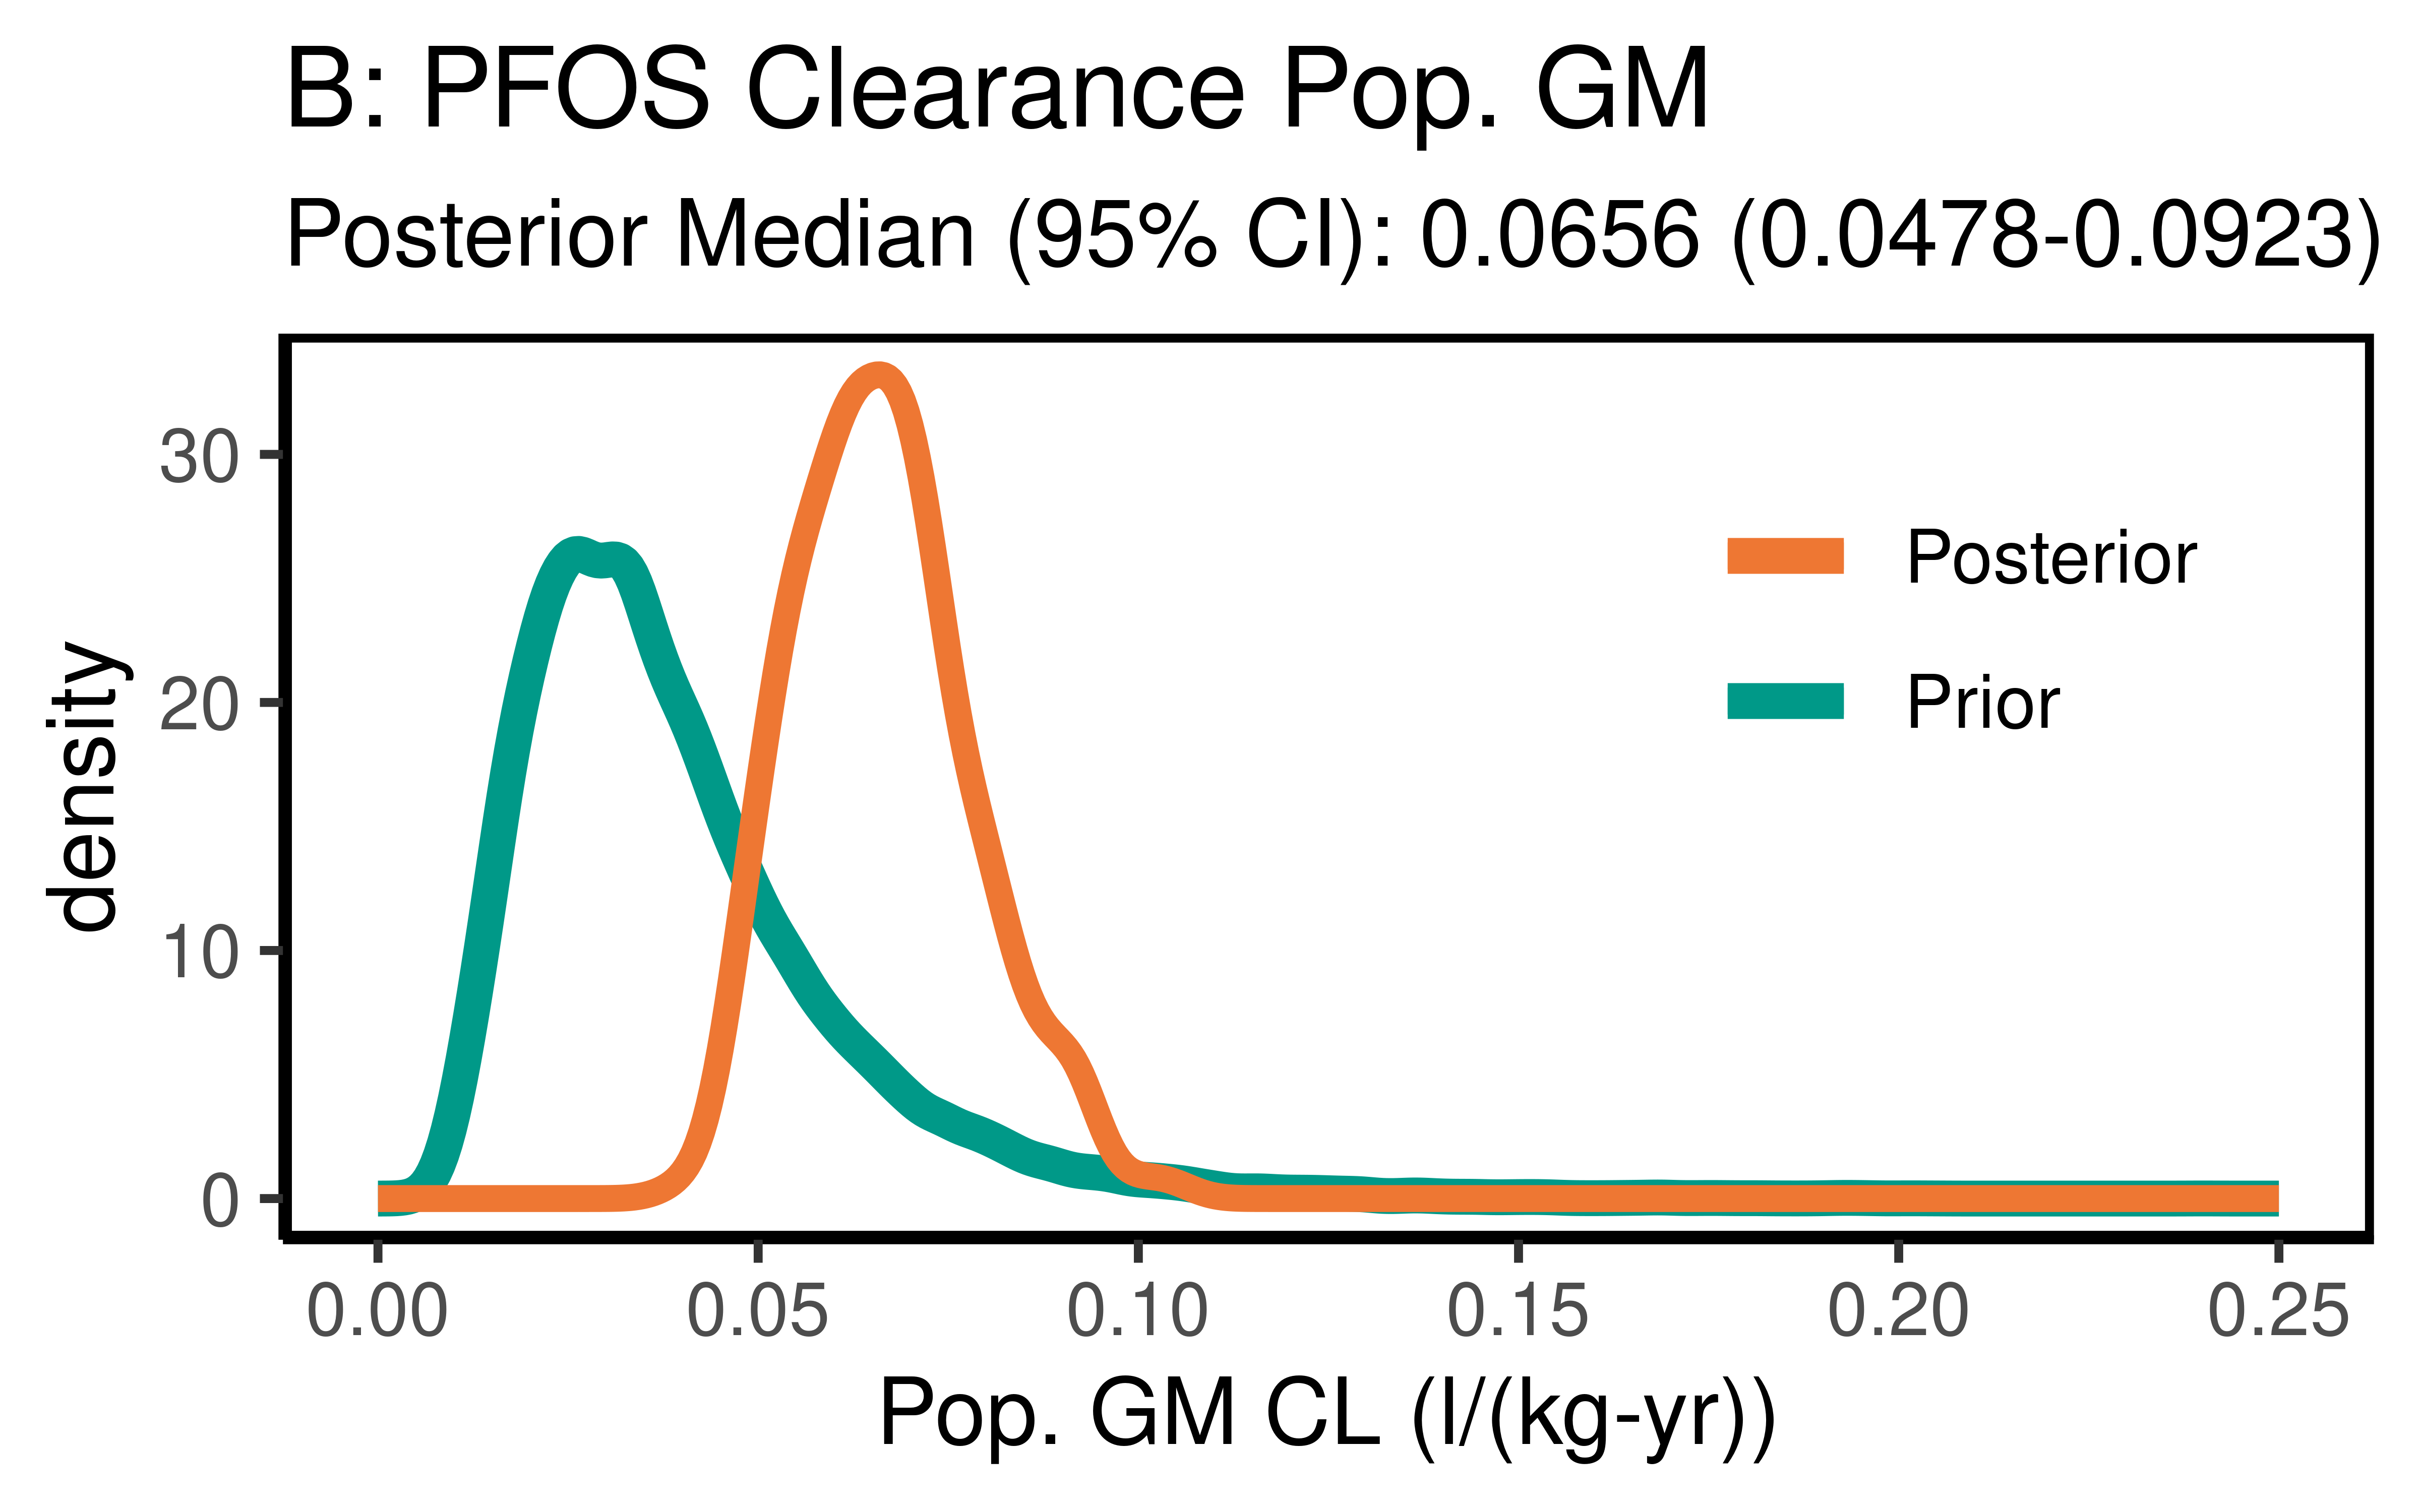 B: PFOS Clearance Pop. GM
Posterior Median (95% CI): 0.0656 (0.0478-0.0923)
density
30
20
10
0
Posterior
Prior
0.00 0.05 0.10 0.15 0.20 0.25
Pop. GM CL (l/(kg-yr))